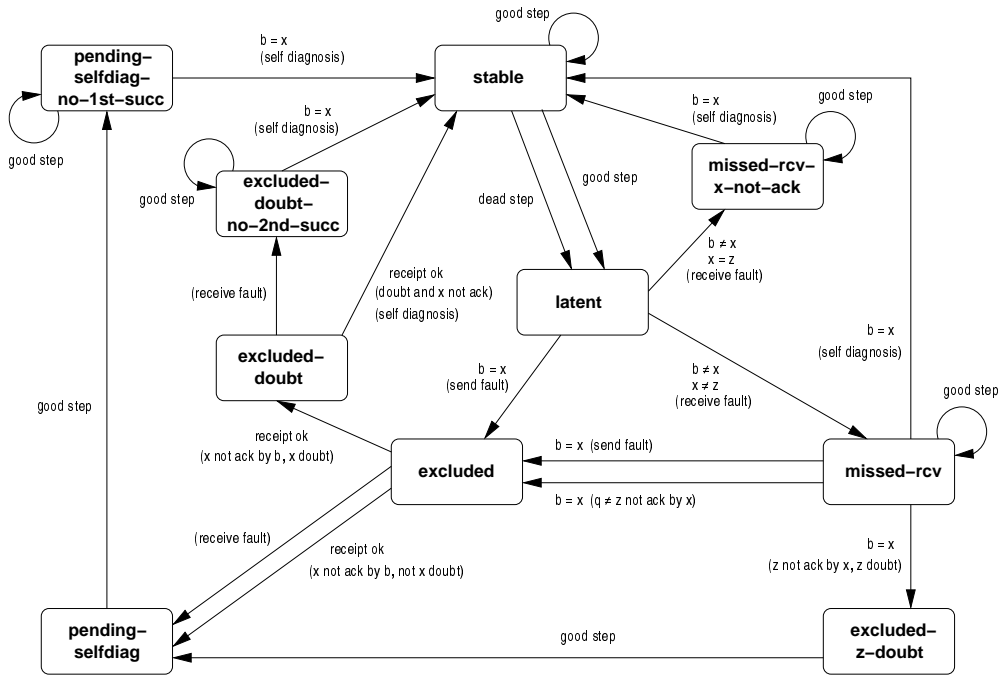 good step
b = x
(self diagnosis)
pending–
selfdiag–
no–1st–succ
stable
good step
b = x
(self diagnosis)
b = x
(self diagnosis)
good step
good step
excluded–
doubt–
no–2nd–succ
dead step
good step
missed–rcv–
x–not–ack
b ≠ x
x = z
(receive fault)
(receive fault)
receipt ok
(doubt and x not ack)
(self diagnosis)
latent
b = x
(self diagnosis)
excluded–
doubt
b = x
(send fault)
b ≠ x
x ≠ z
(receive fault)
good step
good step
receipt ok
(x not ack by b, x doubt)
excluded
b = x (send fault)
b = x (q ≠ z not ack by x)
missed–rcv
(receive fault)
receipt ok
(x not ack by b, not x doubt)
b = x
(z not ack by x, z doubt)
pending–
selfdiag
good step
excluded–
z–doubt